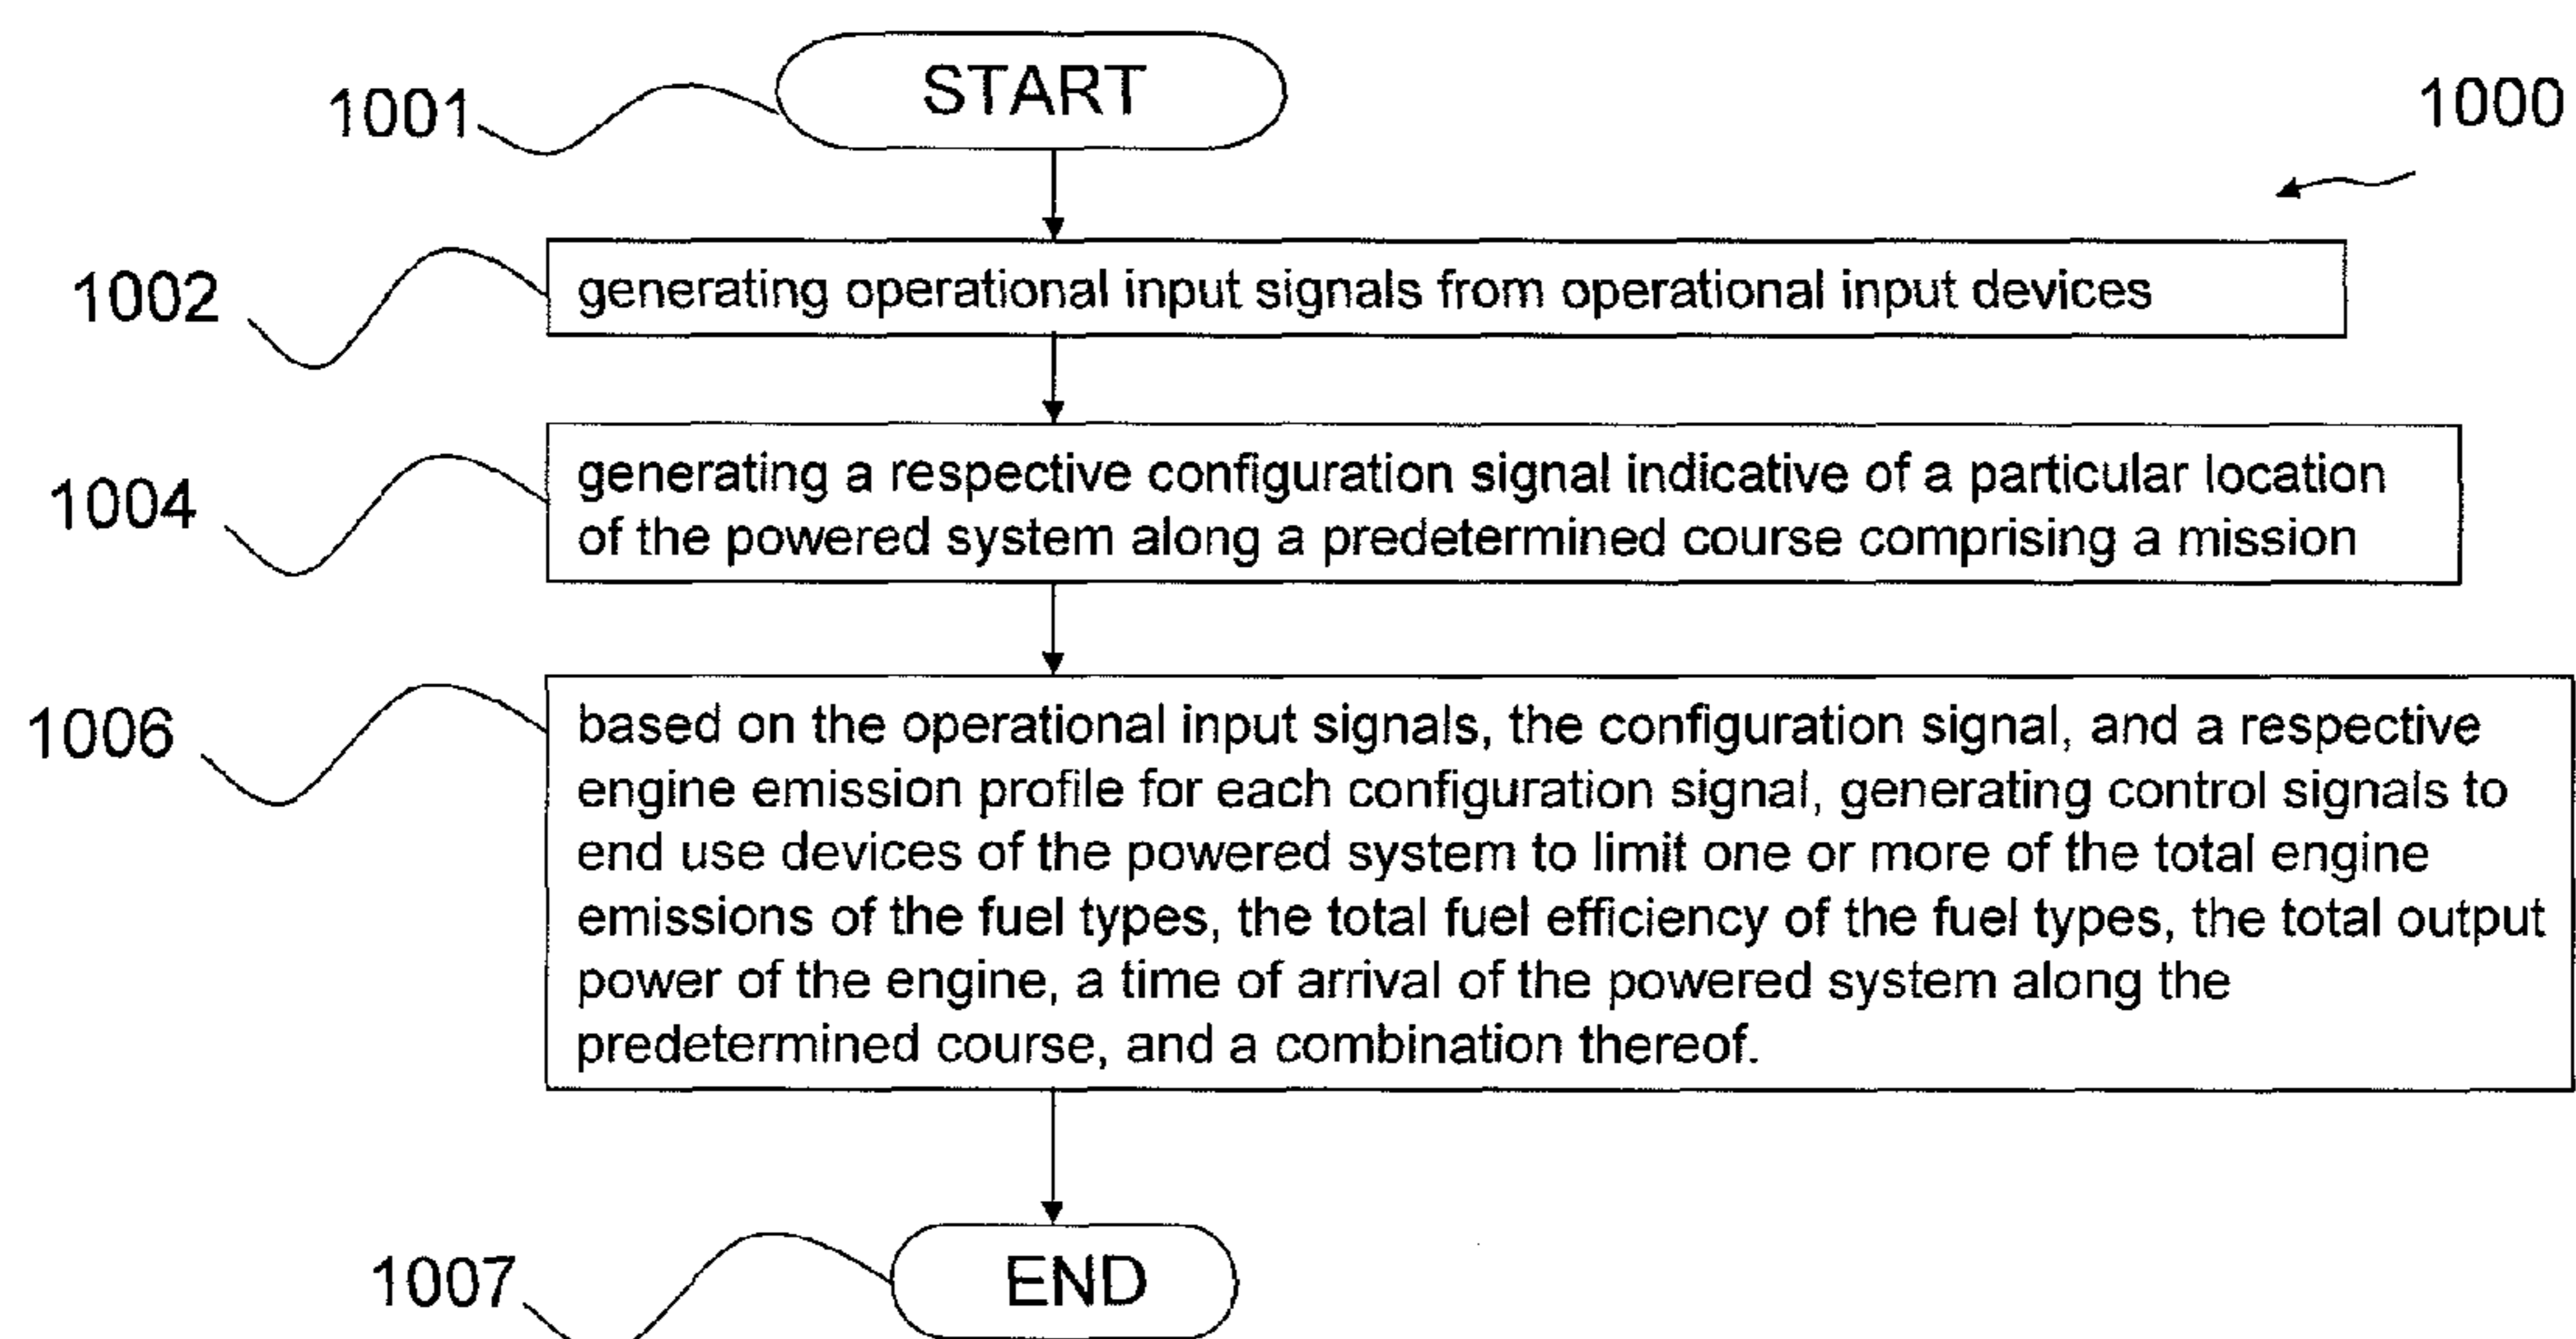 START
1001
1000
1002
generating operational input signals from operational input devices
1004
generating a respective configuration signal indicative of a particular location
of the powered system along a predetermined course comprising a mission
1006
based on the operational input signals, the configuration signal, and a respective
engine emission profile for each configuration signal, generating control signals to
end use devices of the powered system to limit one or more of the total engine
emissions of the fuel types, the total fuel efficiency of the fuel types, the total output
power of the engine, a time of arrival of the powered system along the
predetermined course, and a combination thereof.
1007
END